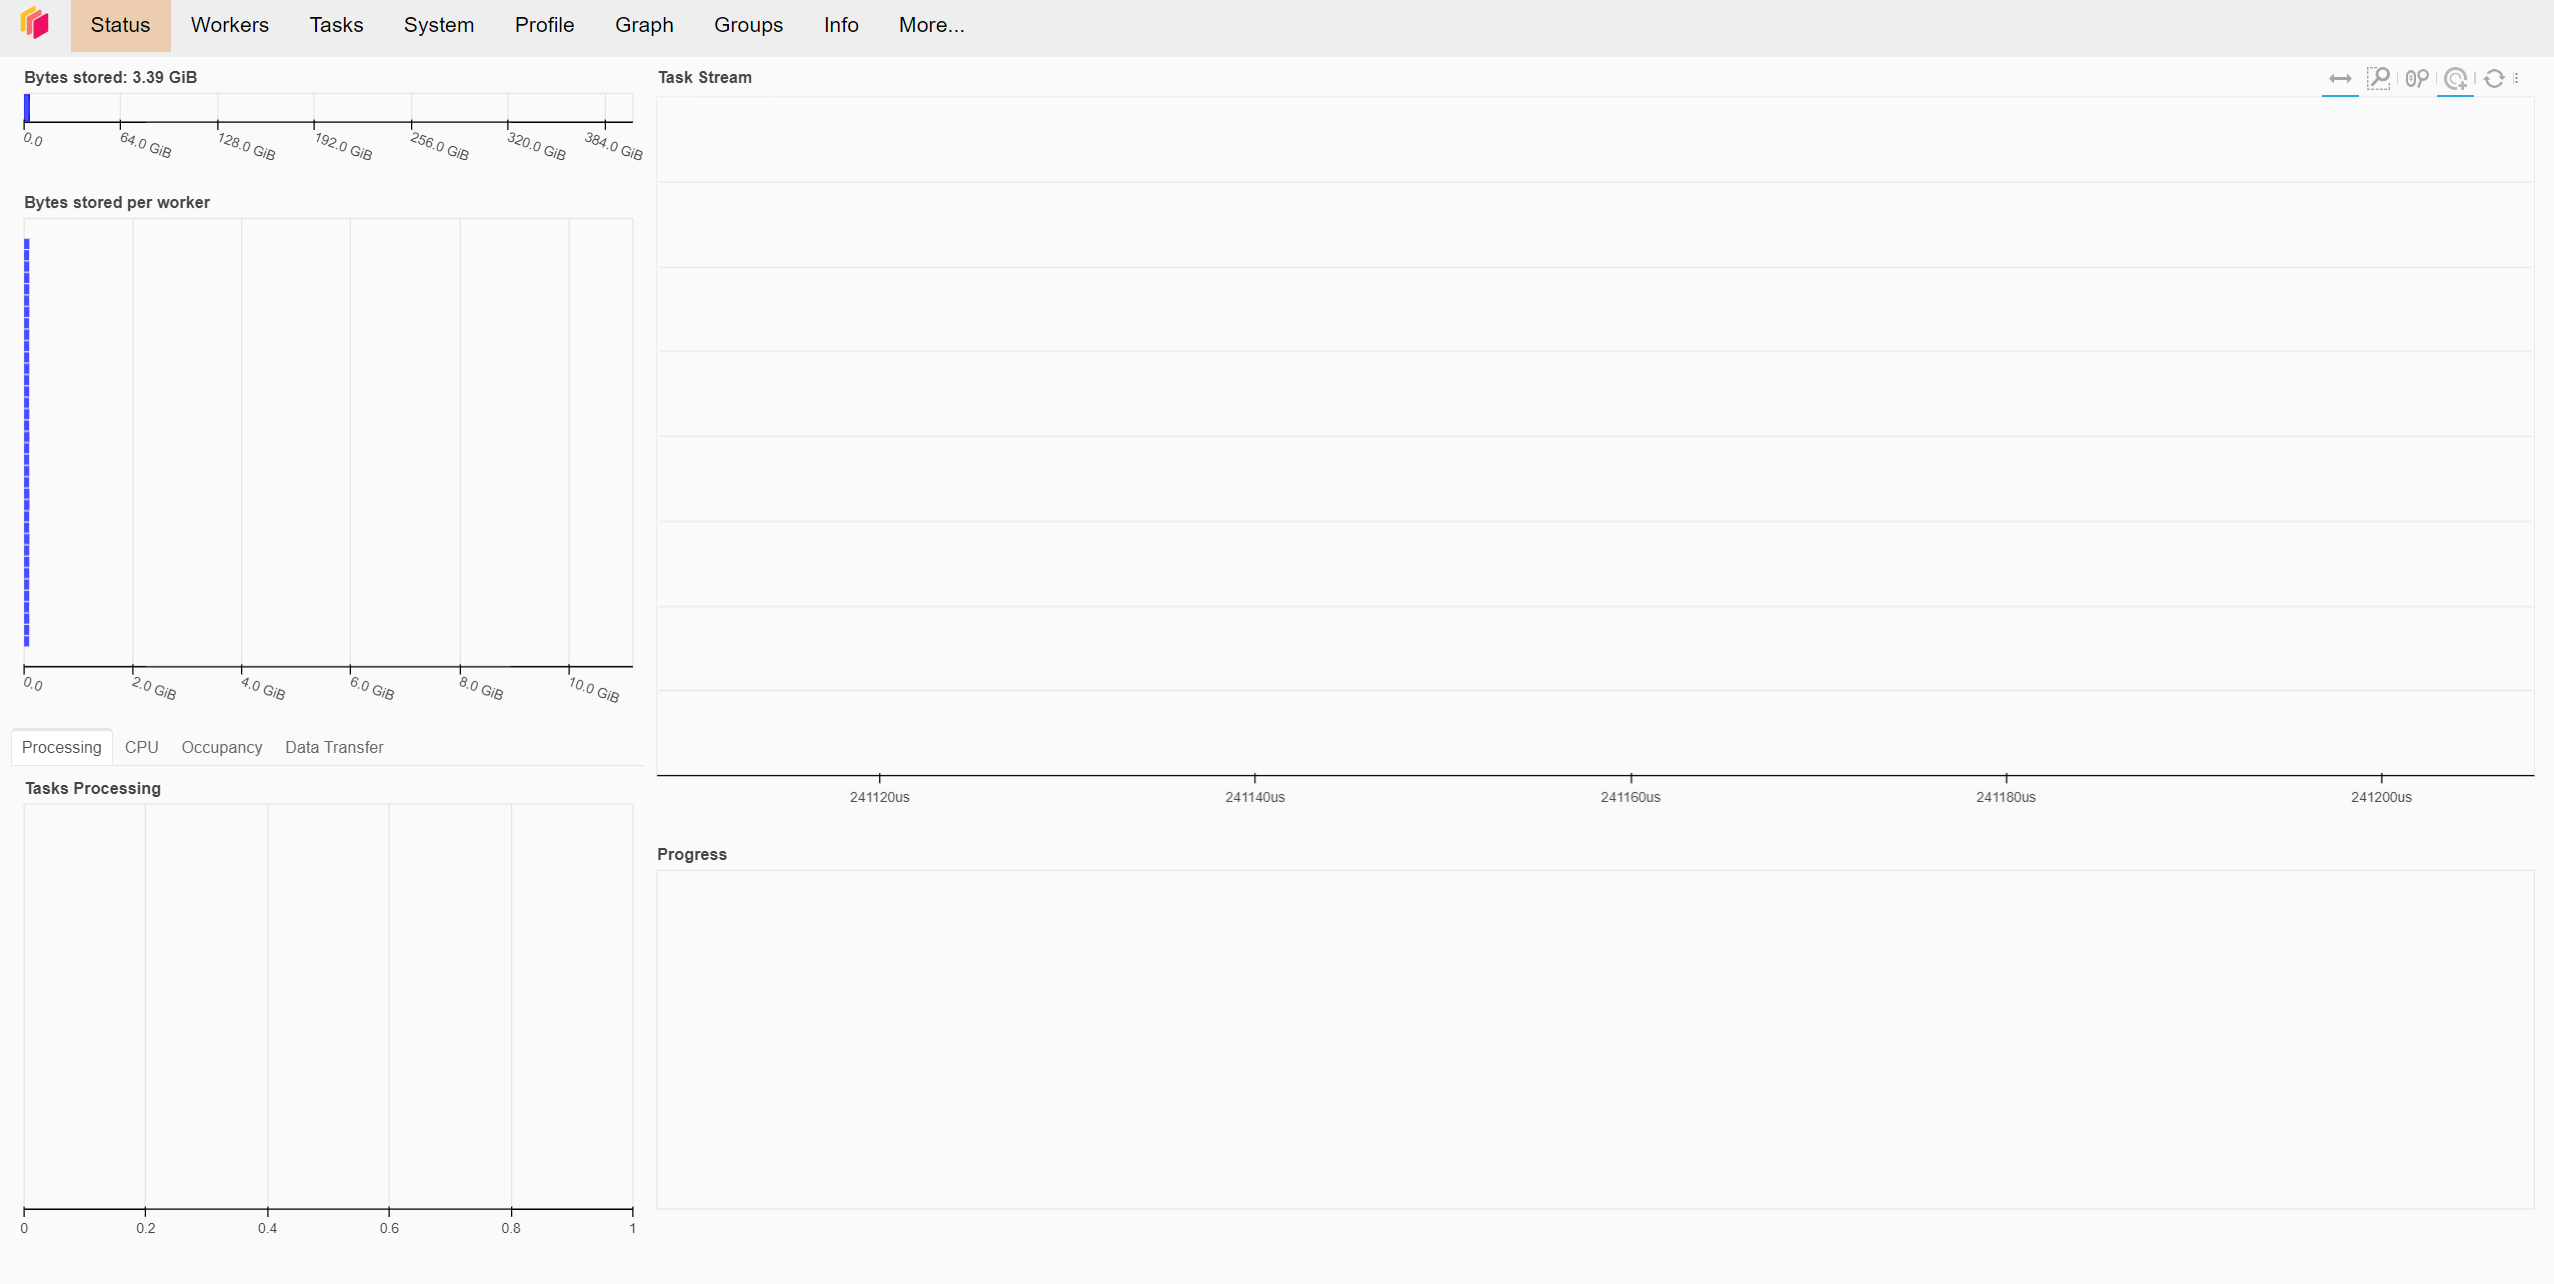 Status Workers Tasks System Profile Graph Groups Info More...
Bytes stored: 3.39 GiB
0.0 64.0 GiB 128.0 GiB 192.0 GiB 256.0 GiB 320.0 GiB 384.0 GiB
Bytes stored per worker
0.0 2.0 GiB 4.0 GiB 6.0 GiB 8.0 GiB 10.0 GiB
Processing CPU Occupancy Data Transfer
Tasks Processing
0 0.2 0.4 0.6 0.8 1
Task Stream
241120us 241140us 241160us 241180us 241200us
Progress